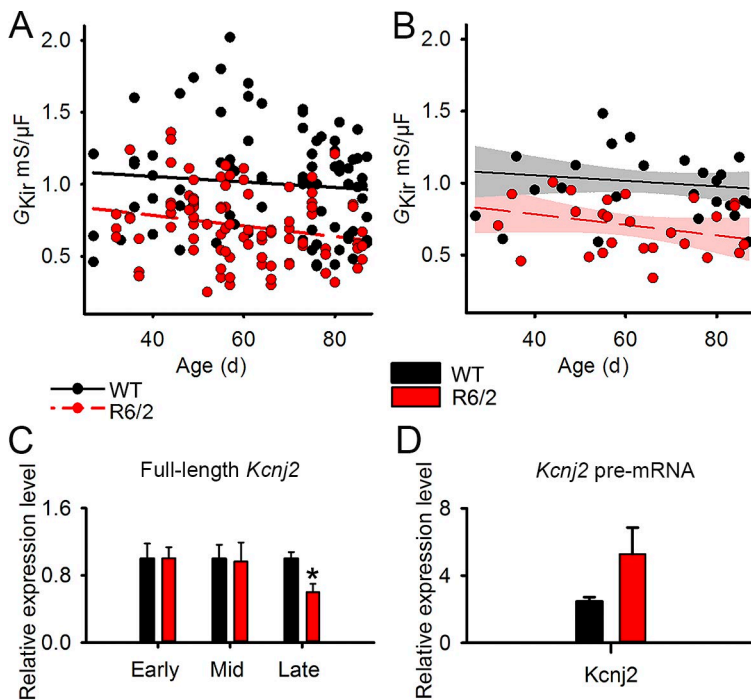 A
B
2.0
1.5
1.0
0.5
GKir mS/µF
40
60
80
Age (d)
2.0
1.5
1.0
0.5
GKir mS/µF
40
60
80
Age (d)
WT
R6/2
WT
R6/2
C
D
Full-length Kcnj2
Relative expression level
1.6
0.8
0.0
*
Early
Mid
Late
Kcnj2 pre-mRNA
Relative expression level
8
4
0
Kcnj2